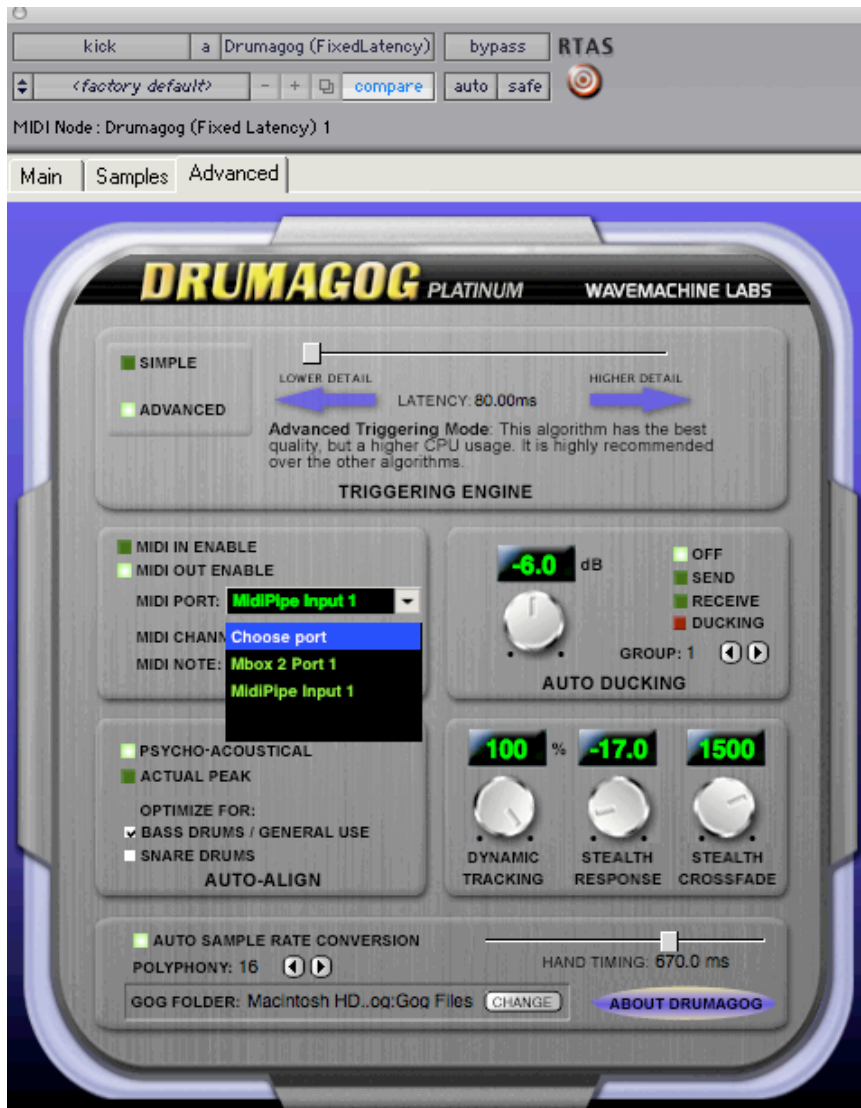 kick a Drumagog (FixedLatency) bypass RTAS
<factory default> - + compare auto safe
MIDI Node : Drumagog (Fixed Latency) 1
Main Samples Advanced
DRUMAGOG PLATINUM WAVEMACHINE LABS
SIMPLE
LOWER DETAIL HIGHER DETAIL
ADVANCED
LATENCY: 80.00ms
Advanced Triggering Mode: This algorithm has the best
quality, but a higher CPU usage. It is highly recommended
over the other algorithms.
TRIGGERING ENGINE
MIDI IN ENABLE
MIDI OUT ENABLE
MIDI PORT: MidiPipe Input 1
MIDI CHANN
MIDI NOTE:
Choose port
Mbox 2 Port 1
MidiPipe Input 1
-6.0 dB
OFF
SEND
RECEIVE
DUCKING
GROUP: 1
AUTO DUCKING
PSYCHO-ACOUSTICAL
ACTUAL PEAK
OPTIMIZE FOR:
BASS DRUMS / GENERAL USE
SNARE DRUMS
AUTO-ALIGN
100 % -17.0 1500
DYNAMIC TRACKING
STEALTH RESPONSE
STEALTH CROSSFADE
AUTO SAMPLE RATE CONVERSION
POLYPHONY: 16
HAND TIMING: 670.0 ms
GOG FOLDER: Macintosh HD..og:Gog Files CHANGE
ABOUT DRUMAGOG